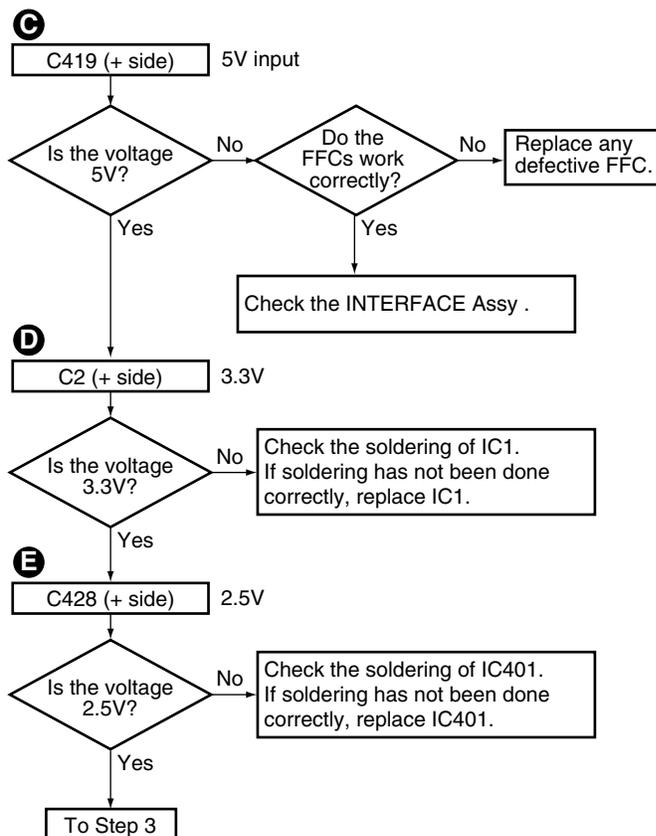 C
C419 (+ side)
5V input
Is the voltage
5V?
No
Do the
FFCs work
correctly?
No
Replace any
defective FFC.
Yes
Yes
Check the INTERFACE Assy .
D
C2 (+ side)
3.3V
Is the voltage
3.3V?
No
Check the soldering of IC1.
If soldering has not been done
correctly, replace IC1.
Yes
E
C428 (+ side)
2.5V
Is the voltage
2.5V?
No
Check the soldering of IC401.
If soldering has not been done
correctly, replace IC401.
Yes
To Step 3